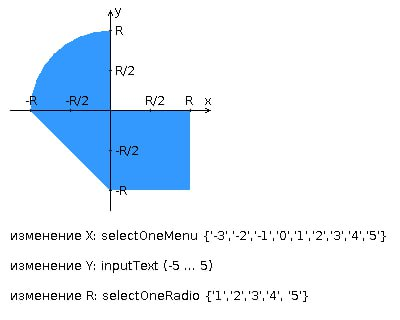 y
R
R/2
-R -R/2 R/2 R x
-R/2
-R
изменение X: selectOneMenu {'-3','-2','-1','0','1','2','3','4','5'}
изменение Y: inputText (-5 ... 5)
изменение R: selectOneRadio {'1','2','3','4', '5'}